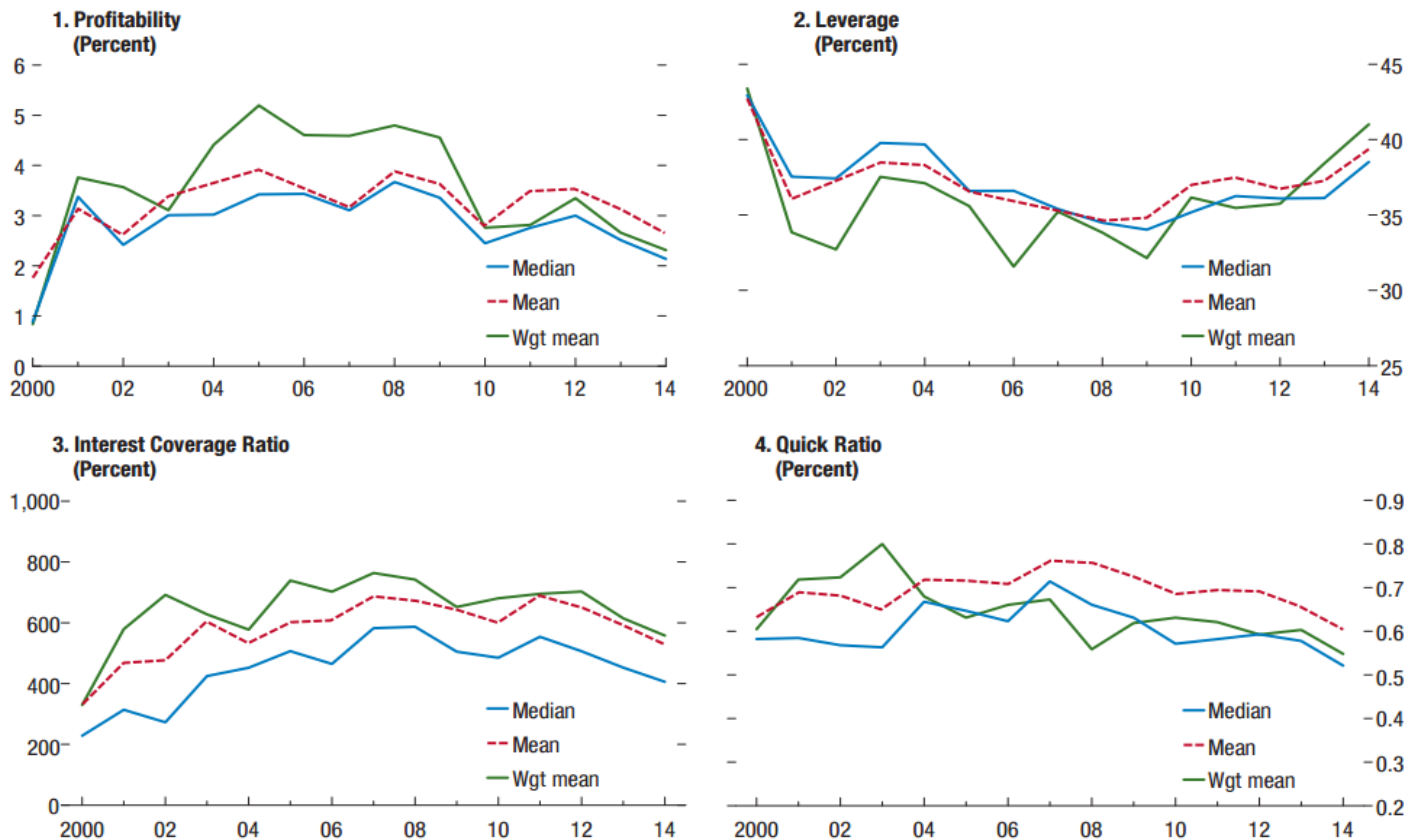 1. Profitability
(Percent)
6
5
4
3
2
1
0
Median
Mean
Wgt mean
2000 02 04 06 08 10 12 14
2. Leverage
(Percent)
45
40
35
30
25
Median
Mean
Wgt mean
2000 02 04 06 08 10 12 14
3. Interest Coverage Ratio
(Percent)
1,000
800
600
400
200
0
Median
Mean
Wgt mean
2000 02 04 06 08 10 12 14
4. Quick Ratio
(Percent)
0.9
0.8
0.7
0.6
0.5
0.4
0.3
0.2
Median
Mean
Wgt mean
2000 02 04 06 08 10 12 14